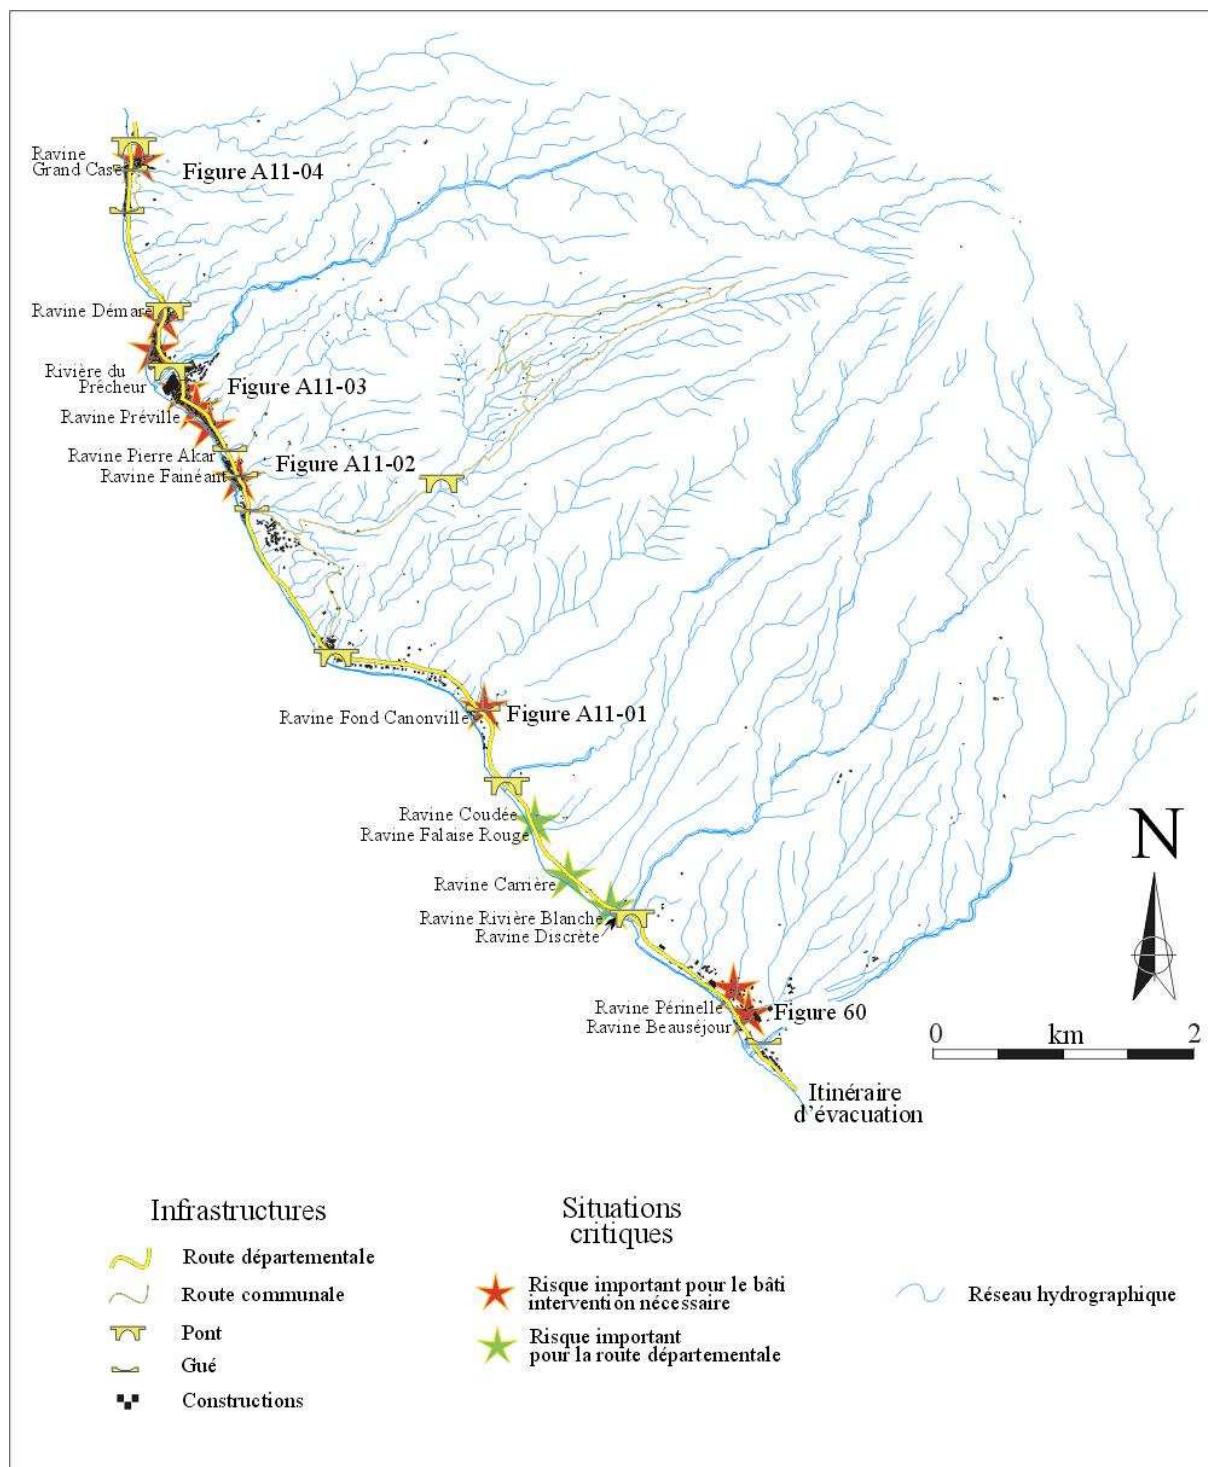 Ravine
Grand Case
Figure A11-04
Ravine Démare
Rivière du
Prêcheur
Figure A11-03
Ravine Préville
Ravine Pierre Akar
Ravine Fainéant
Figure A11-02
Ravine Fond Canonville
Figure A11-01
Ravine Coudée
Ravine Falaise Rouge
Ravine Carrière
Ravine Rivière Blanche
Ravine Discrète
Ravine Périnelle
Ravine Beauséjour
Figure 60
N
0 km 2
Itinéraire
d'évacuation
Infrastructures
Route départementale
Route communale
Pont
Gué
Constructions
Situations
critiques
Risque important pour le bâti
intervention nécessaire
Risque important
pour la route départementale
Réseau hydrographique